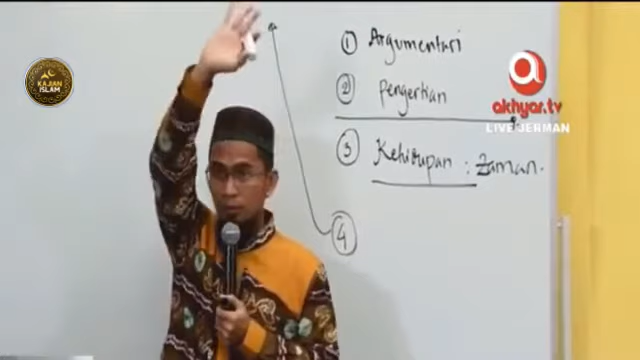 ① Argumentasi
② Pengertian
③ Kehidupan : Zaman.
④
KAJIAN
ISLAM
a
akhyar.tv
LIVE JERMAN